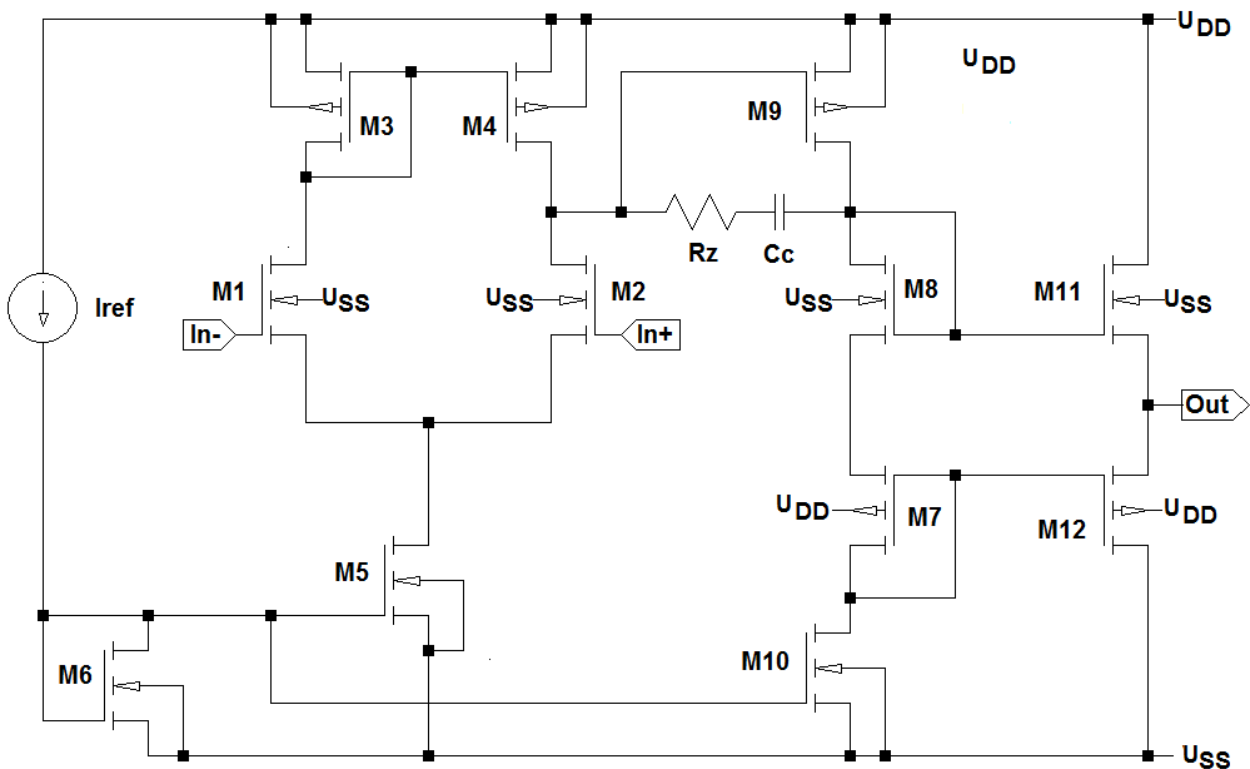 UDD
UDD
M3
M4
M9
Rz
Cc
M1
USS
USS
M2
USS
M8
M11
USS
Iref
In-
In+
Out
UDD
M7
M12
UDD
M5
M6
M10
USS